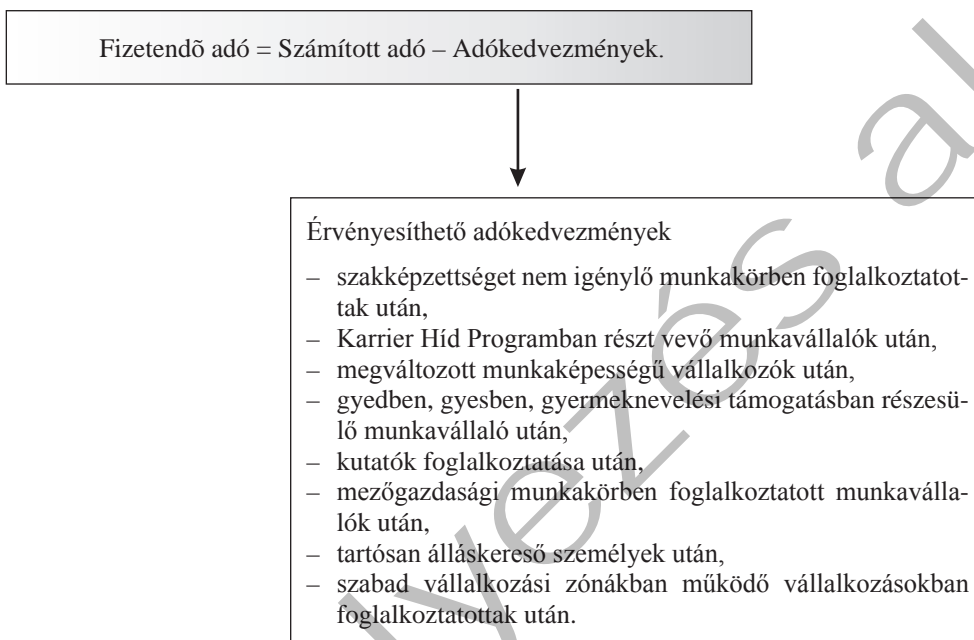 Fizetendõ adó = Számított adó – Adókedvezmények.
Érvényesíthető adókedvezmények
– szakképzettséget nem igénylő munkakörben foglalkoztatot-
tak után,
– Karrier Híd Programban részt vevő munkavállalók után,
– megváltozott munkaképességű vállalkozók után,
– gyedben, gyesben, gyermeknevelési támogatásban részesü-
lő munkavállaló után,
– kutatók foglalkoztatása után,
– mezőgazdasági munkakörben foglalkoztatott munkaválla-
lók után,
– tartósan álláskereső személyek után,
– szabad vállalkozási zónákban működő vállalkozásokban
foglalkoztatottak után.